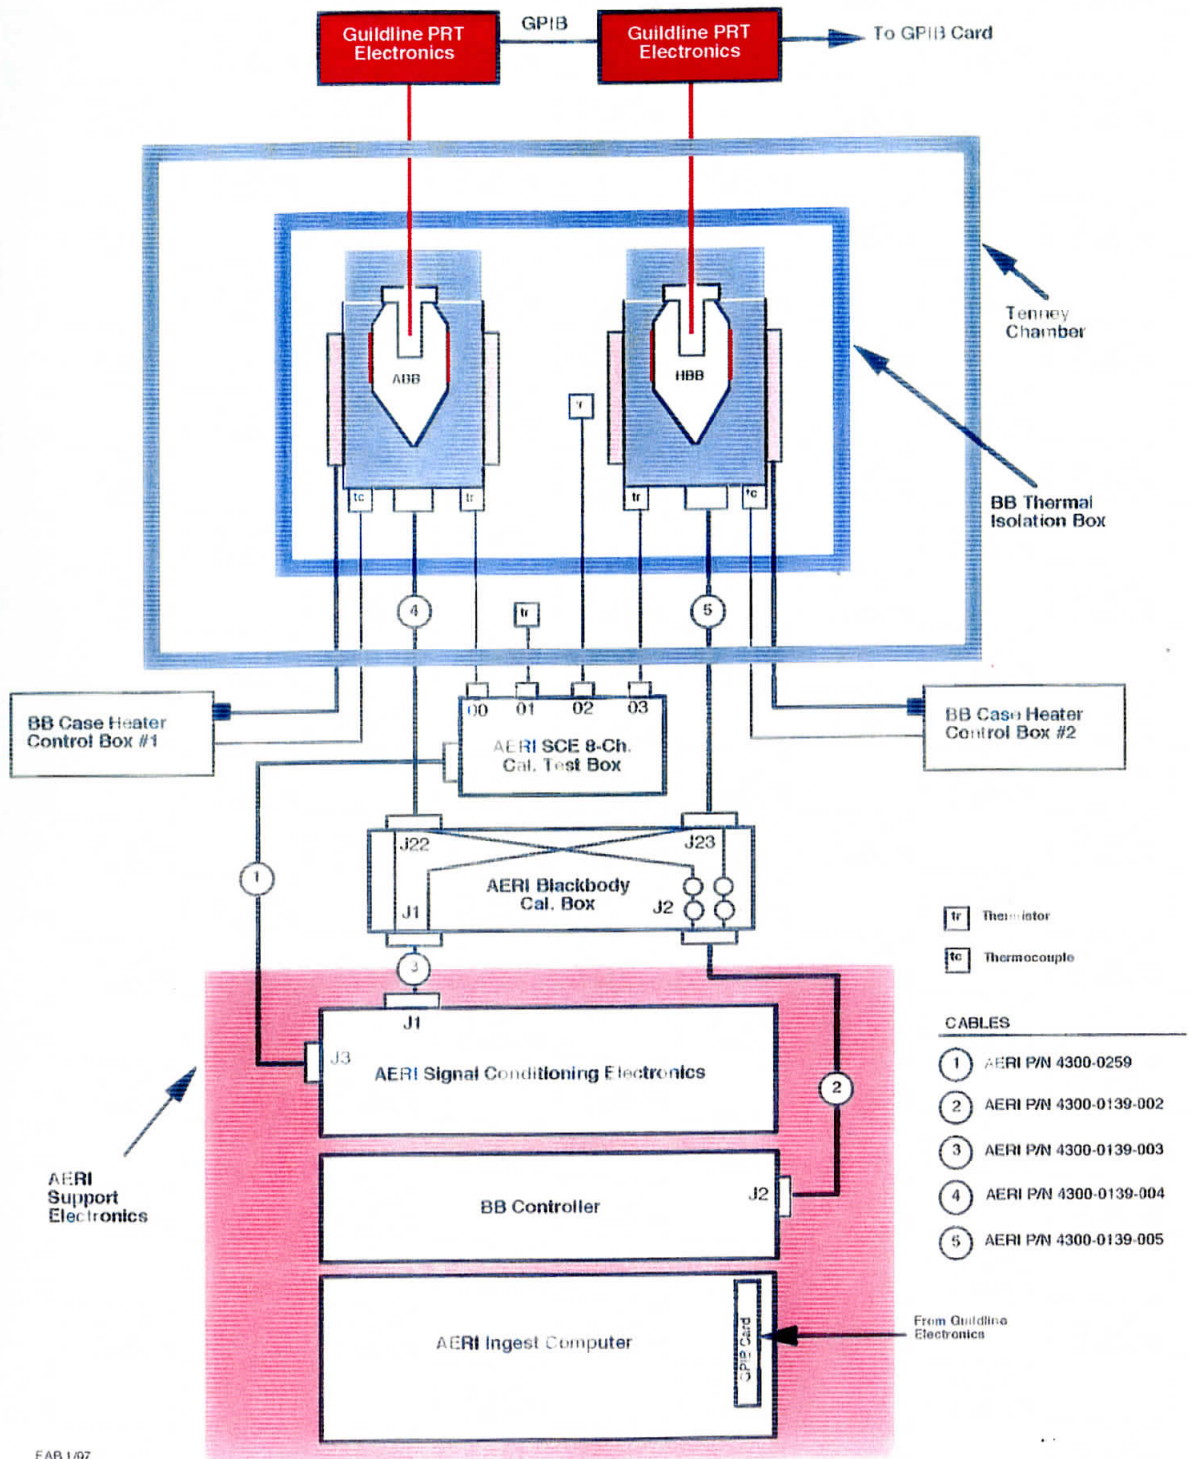 Guildline PRT
Electronics
GPIB
Guildline PRT
Electronics
To GPIB Card
Tenney
Chamber
ABB
HBB
tr
tc
tr
tr
tc
BB Thermal
Isolation Box
4
tr
5
BB Case Heater
Control Box #1
00
01
02
03
AERI SCE 8-Ch.
Cal. Test Box
BB Case Heater
Control Box #2
J22
J23
1
AERI Blackbody
Cal. Box
J1
J2
tr
Thermistor
tc
Thermocouple
3
J1
J3
AERI Signal Conditioning Electronics
2
CABLES
1
AERI P/N 4300-0259
2
AERI P/N 4300-0139-002
3
AERI P/N 4300-0139-003
4
AERI P/N 4300-0139-004
5
AERI P/N 4300-0139-005
AERI
Support
Electronics
BB Controller
J2
AERI Ingest Computer
GPIB Card
From Guildline
Electronics
EAB 1/97